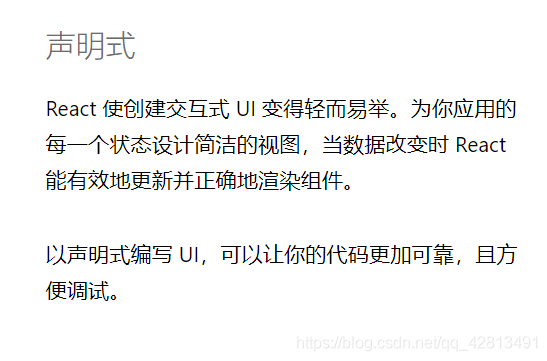 声明式
React 使创建交互式 UI 变得轻而易举。为你应用的
每一个状态设计简洁的视图，当数据改变时 React
能有效地更新并正确地渲染组件。
以声明式编写 UI，可以让你的代码更加可靠，且方
便调试。
https://blog.csdn.net/qq_42813491